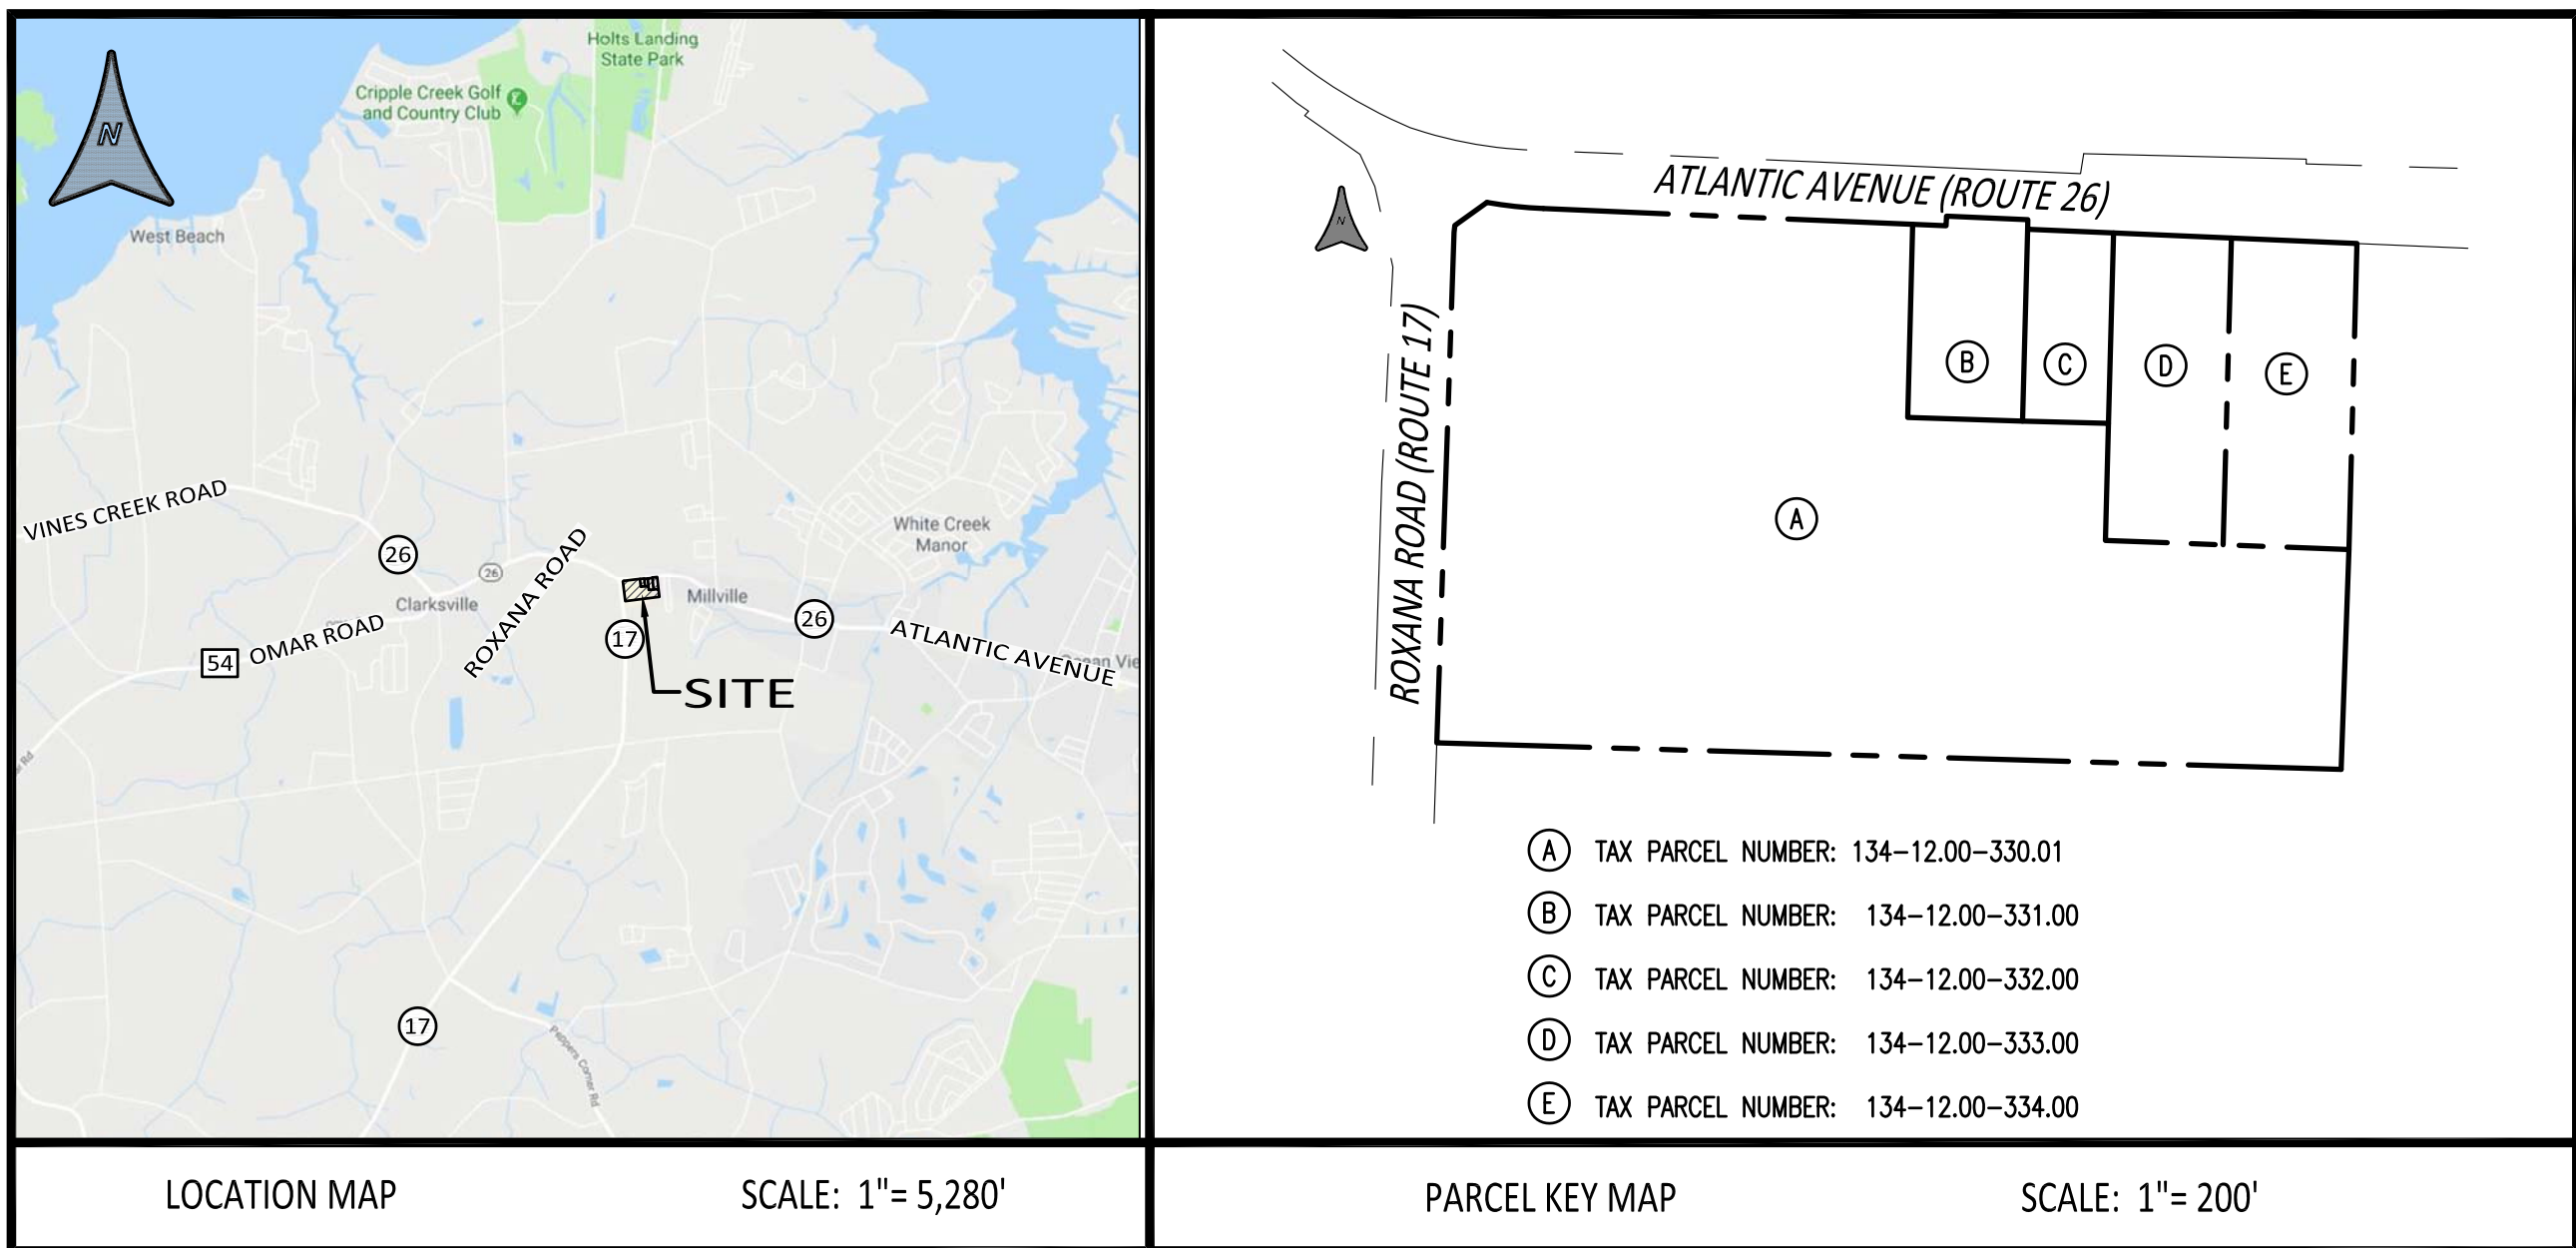 Holts Landing
State Park
Cripple Creek Golf
and Country Club
N
West Beach
VINES CREEK ROAD
26
26
Clarksville
ROXANA ROAD
White Creek
Manor
Millville
26
17
54
OMAR ROAD
ATLANTIC AVENUE
SITE
17
Peppers Corner Rd
LOCATION MAP
SCALE: 1"= 5,280'
ATLANTIC AVENUE (ROUTE 26)
N
ROXANA ROAD (ROUTE 17)
B
C
D
E
A
A TAX PARCEL NUMBER: 134-12.00-330.01
B TAX PARCEL NUMBER: 134-12.00-331.00
C TAX PARCEL NUMBER: 134-12.00-332.00
D TAX PARCEL NUMBER: 134-12.00-333.00
E TAX PARCEL NUMBER: 134-12.00-334.00
PARCEL KEY MAP
SCALE: 1"= 200'